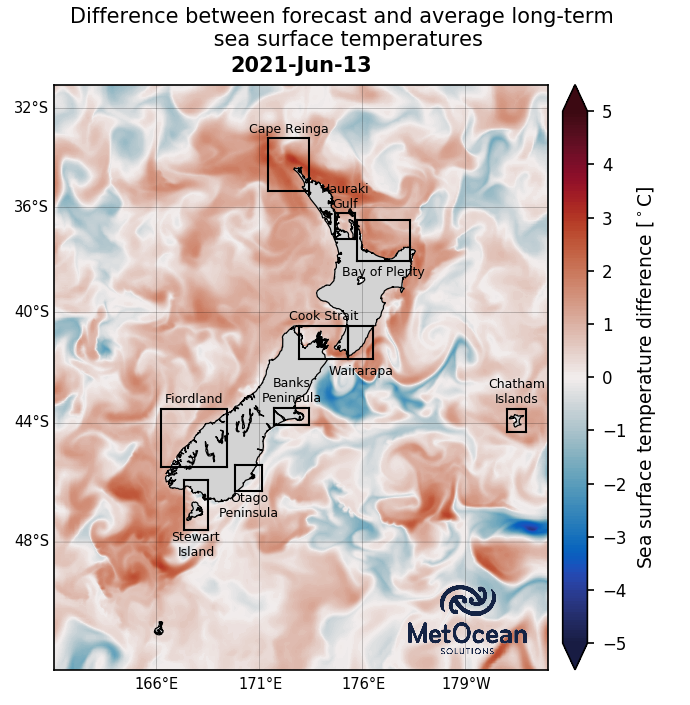 Difference between forecast and average long-term
sea surface temperatures
2021-Jun-13
32°S
36°S
40°S
44°S
48°S
166°E
171°E
176°E
179°W
Cape Reinga
Hauraki
Gulf
Bay of Plenty
Cook Strait
Wairarapa
Banks
Peninsula
Chatham
Islands
Fiordland
Otago
Peninsula
Stewart
Island
MetOcean
SOLUTIONS
5
4
3
2
1
0
−1
−2
−3
−4
−5
Sea surface temperature difference [°C]